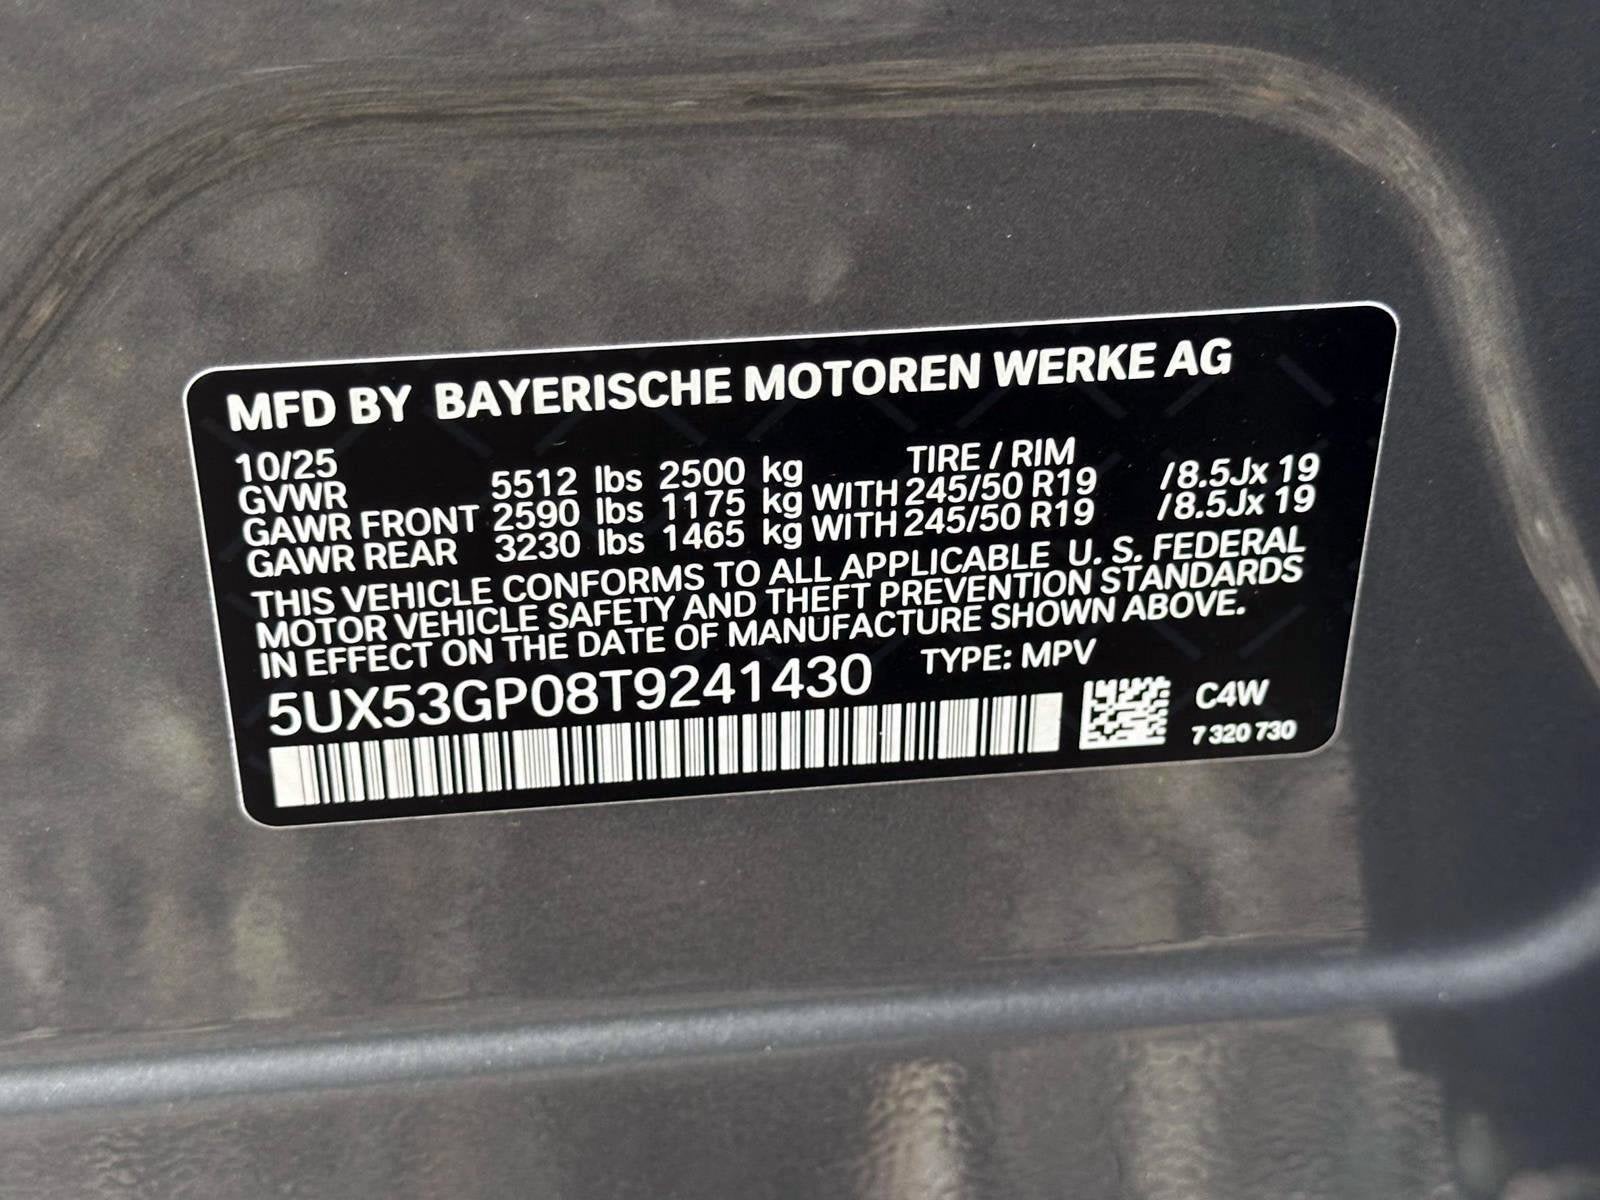 MFD BY BAYERISCHE MOTOREN WERKE AG
10/25 TIRE / RIM
GVWR 5512 lbs 2500 kg
GAWR FRONT 2590 lbs 1175 kg WITH 245/50 R19 /8.5Jx 19
GAWR REAR 3230 lbs 1465 kg WITH 245/50 R19 /8.5Jx 19
THIS VEHICLE CONFORMS TO ALL APPLICABLE U. S. FEDERAL
MOTOR VEHICLE SAFETY AND THEFT PREVENTION STANDARDS
IN EFFECT ON THE DATE OF MANUFACTURE SHOWN ABOVE.
5UX53GP08T9241430 TYPE: MPV
C4W
7 320 730